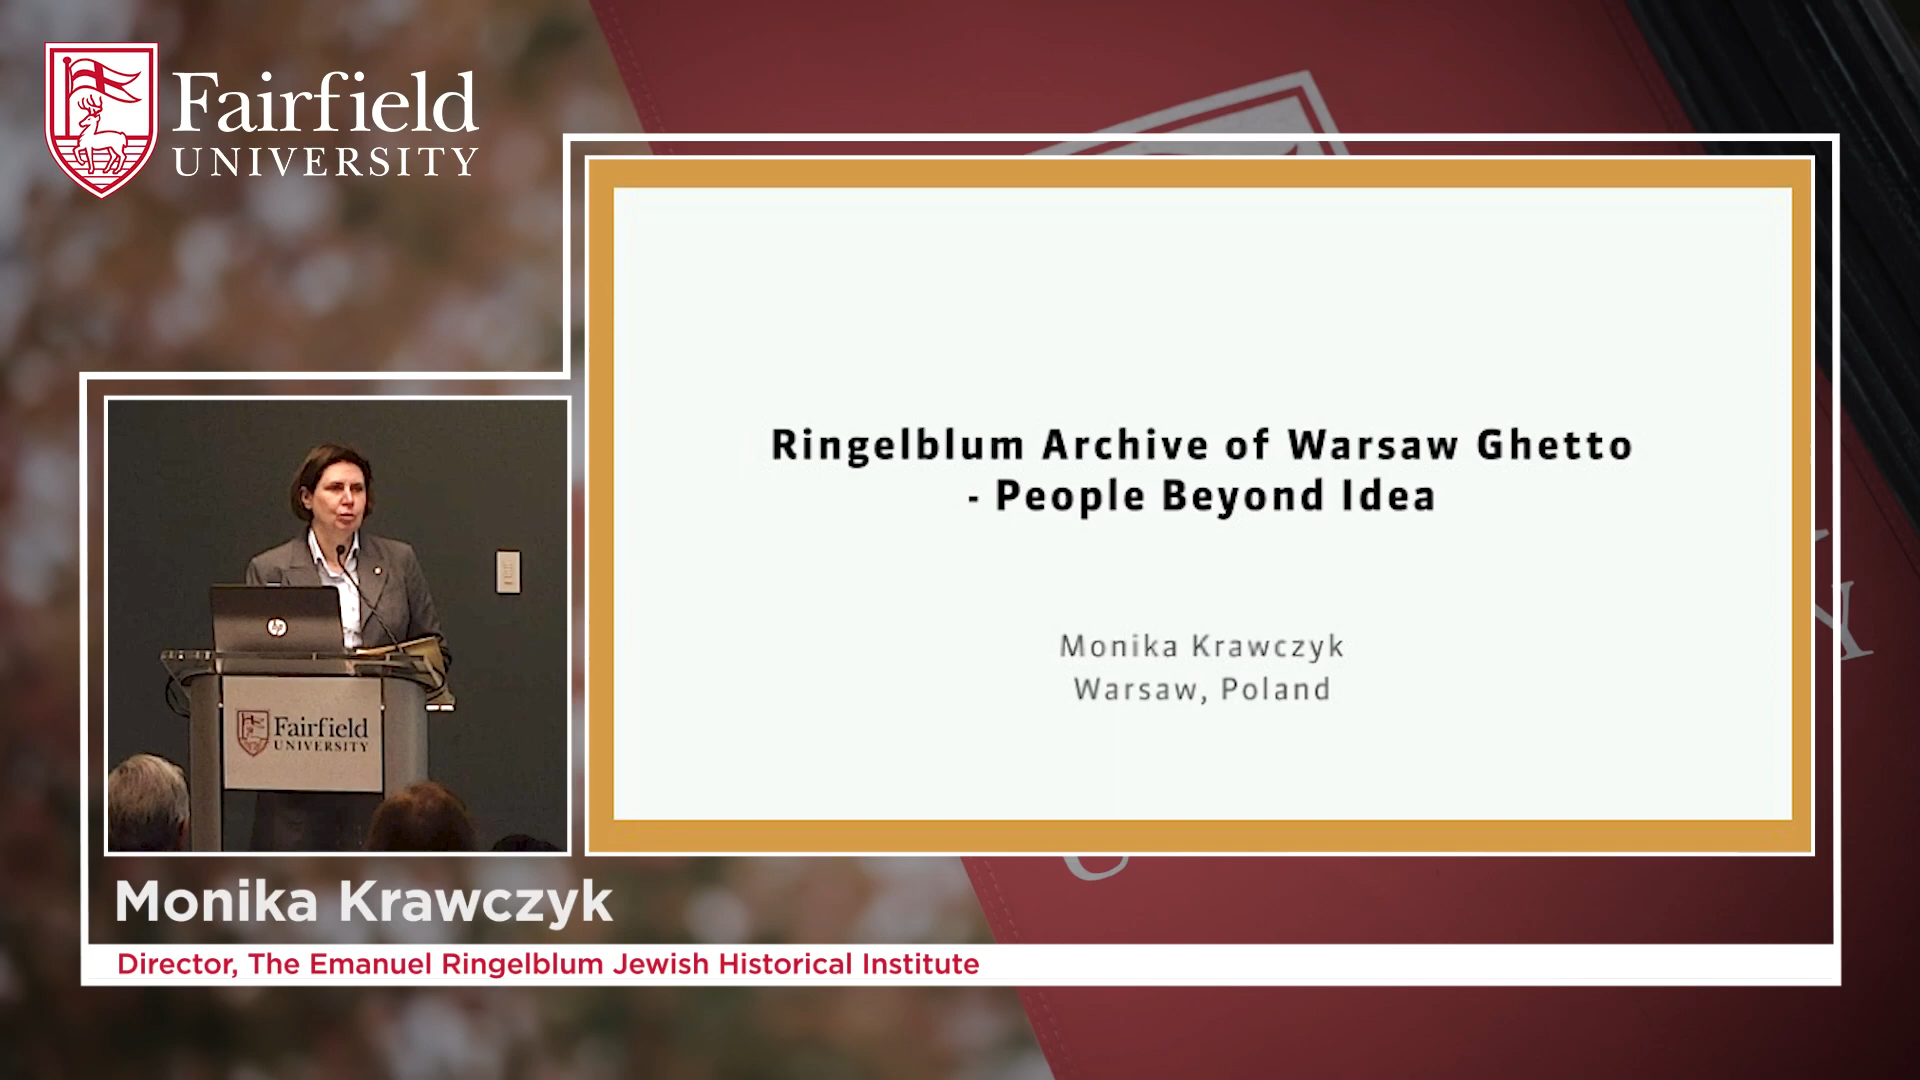 Fairfield
UNIVERSITY
Ringelblum Archive of Warsaw Ghetto
- People Beyond Idea
Monika Krawczyk
Warsaw, Poland
hp
Fairfield
UNIVERSITY
Monika Krawczyk
Director, The Emanuel Ringelblum Jewish Historical Institute